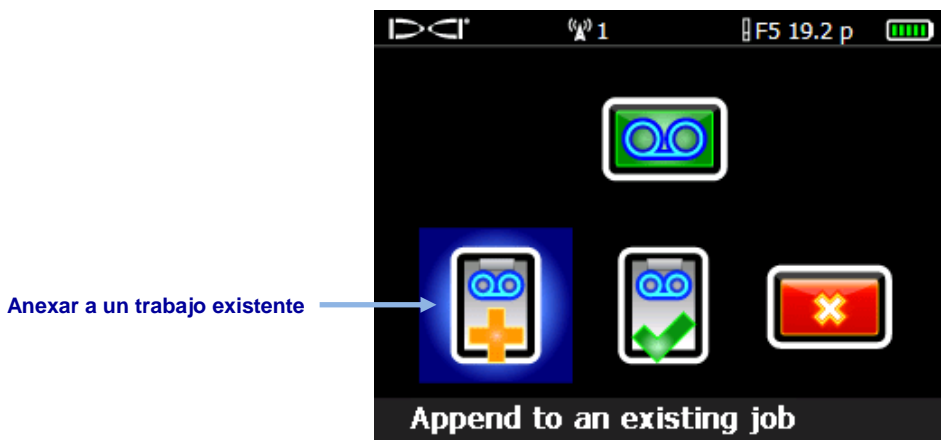 DCI
1
F5 19.2 p
Anexar a un trabajo existente
Append to an existing job